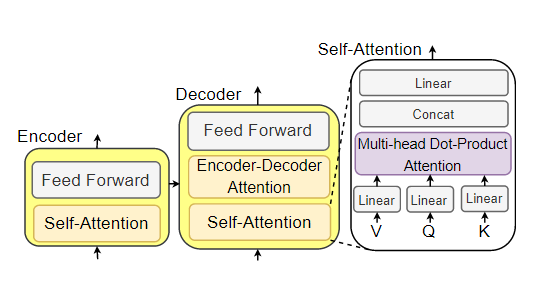 Encoder
Feed Forward
Self-Attention
Decoder
Feed Forward
Encoder-Decoder
Attention
Self-Attention
Self-Attention
Linear
Concat
Multi-head Dot-Product
Attention
Linear
Linear
Linear
V
Q
K